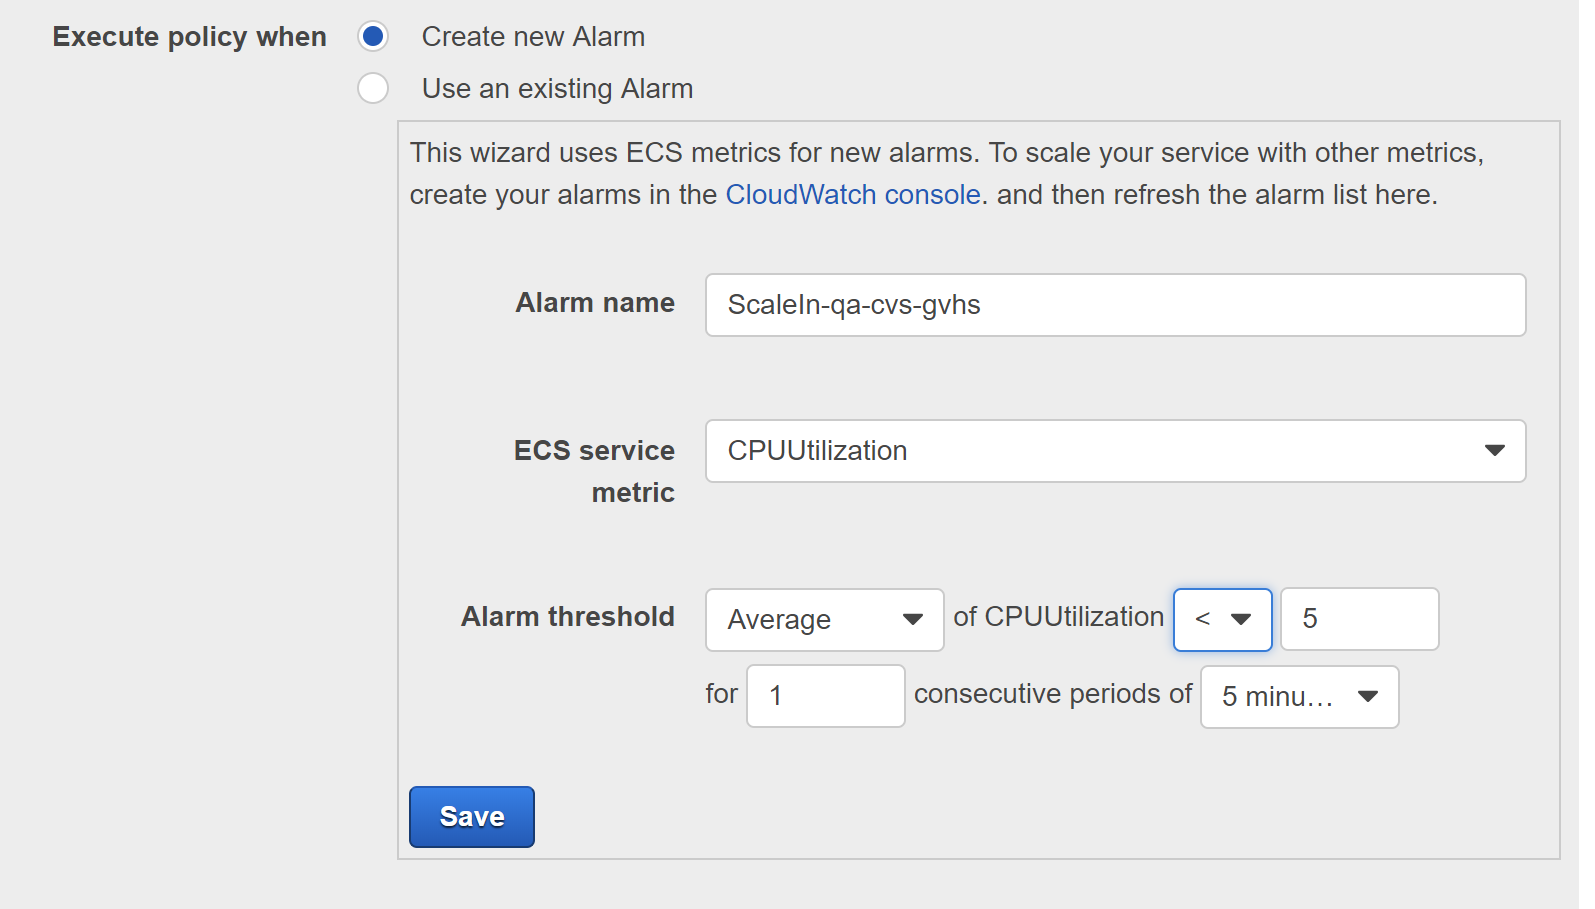 Execute policy when
Create new Alarm
Use an existing Alarm
This wizard uses ECS metrics for new alarms. To scale your service with other metrics,
create your alarms in the CloudWatch console. and then refresh the alarm list here.
Alarm name
ScaleIn-qa-cvs-gvhs
ECS service
metric
CPUUtilization
Alarm threshold
Average
of CPUUtilization
<
5
for
1
consecutive periods of
5 minu...
Save